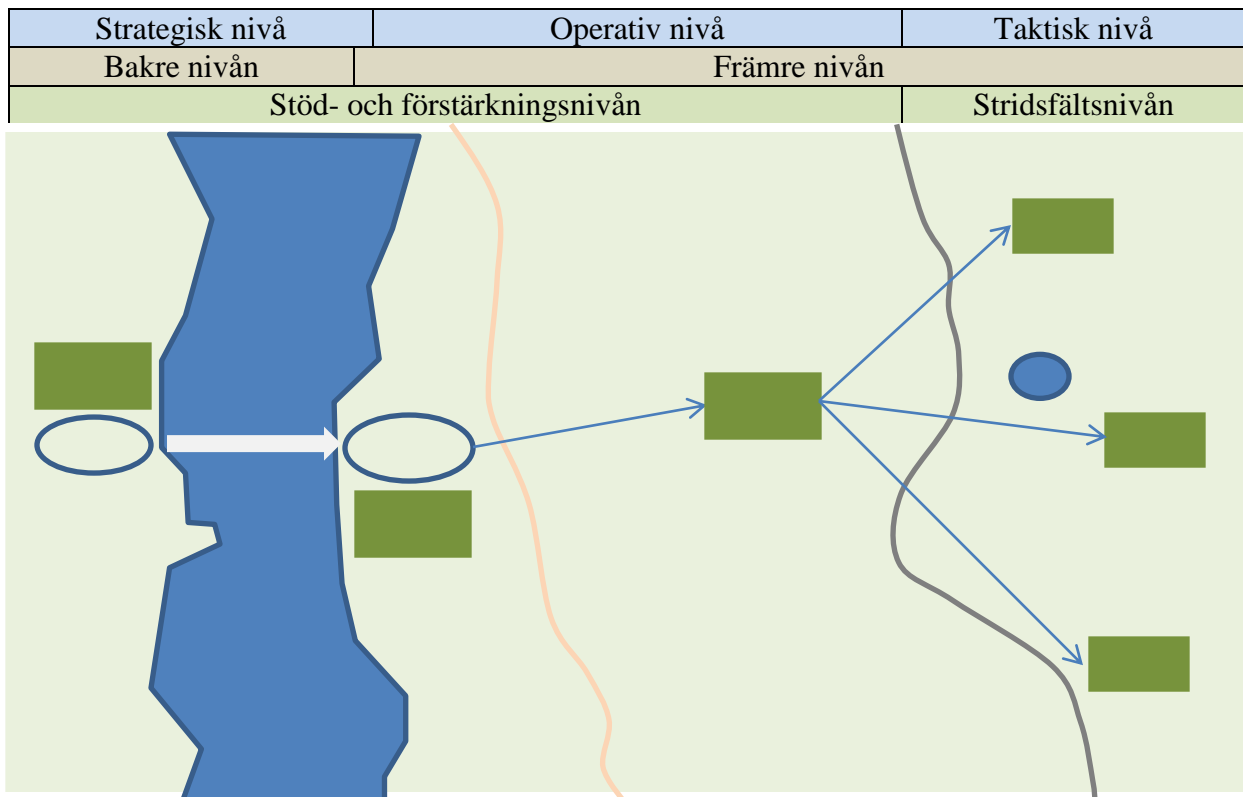 Strategisk nivå Operativ nivå Taktisk nivå
Bakre nivån Främre nivån
Stöd- och förstärkningsnivån Stridsfältsnivån